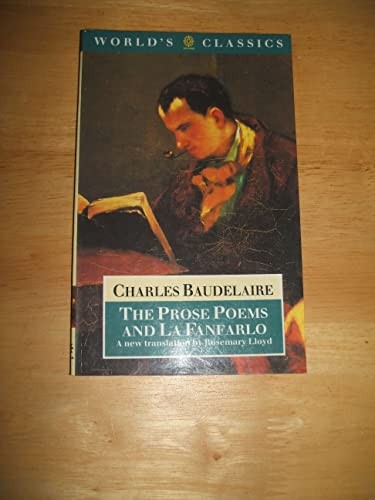 WORLD'S CLASSICS
CHARLES BAUDELAIRE
THE PROSE POEMS
AND LA FANFARLO
A new translation by Rosemary Lloyd